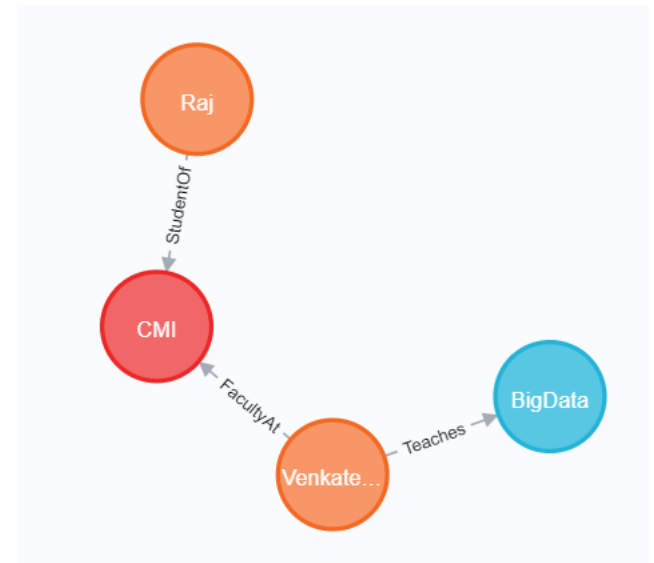 Raj
StudentOf
CMI
FacultyAt
BigData
Teaches
Venkate...